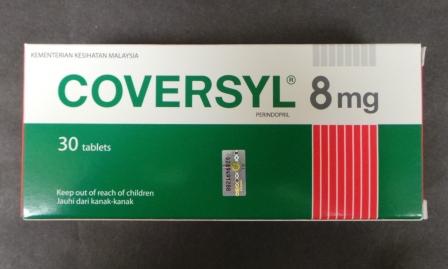 KEMENTERIAN KESIHATAN MALAYSIA
COVERSYL® 8 mg
PERINDOPRIL
30 tablets
Keep out of reach of children
Jauhi dari kanak-kanak